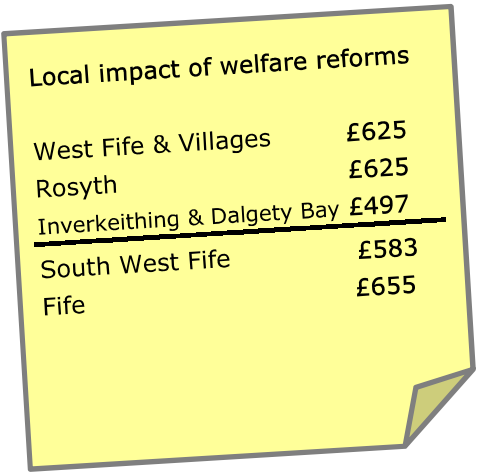 Local impact of welfare reforms
West Fife & Villages £625
Rosyth £625
Inverkeithing & Dalgety Bay £497
South West Fife £583
Fife £655